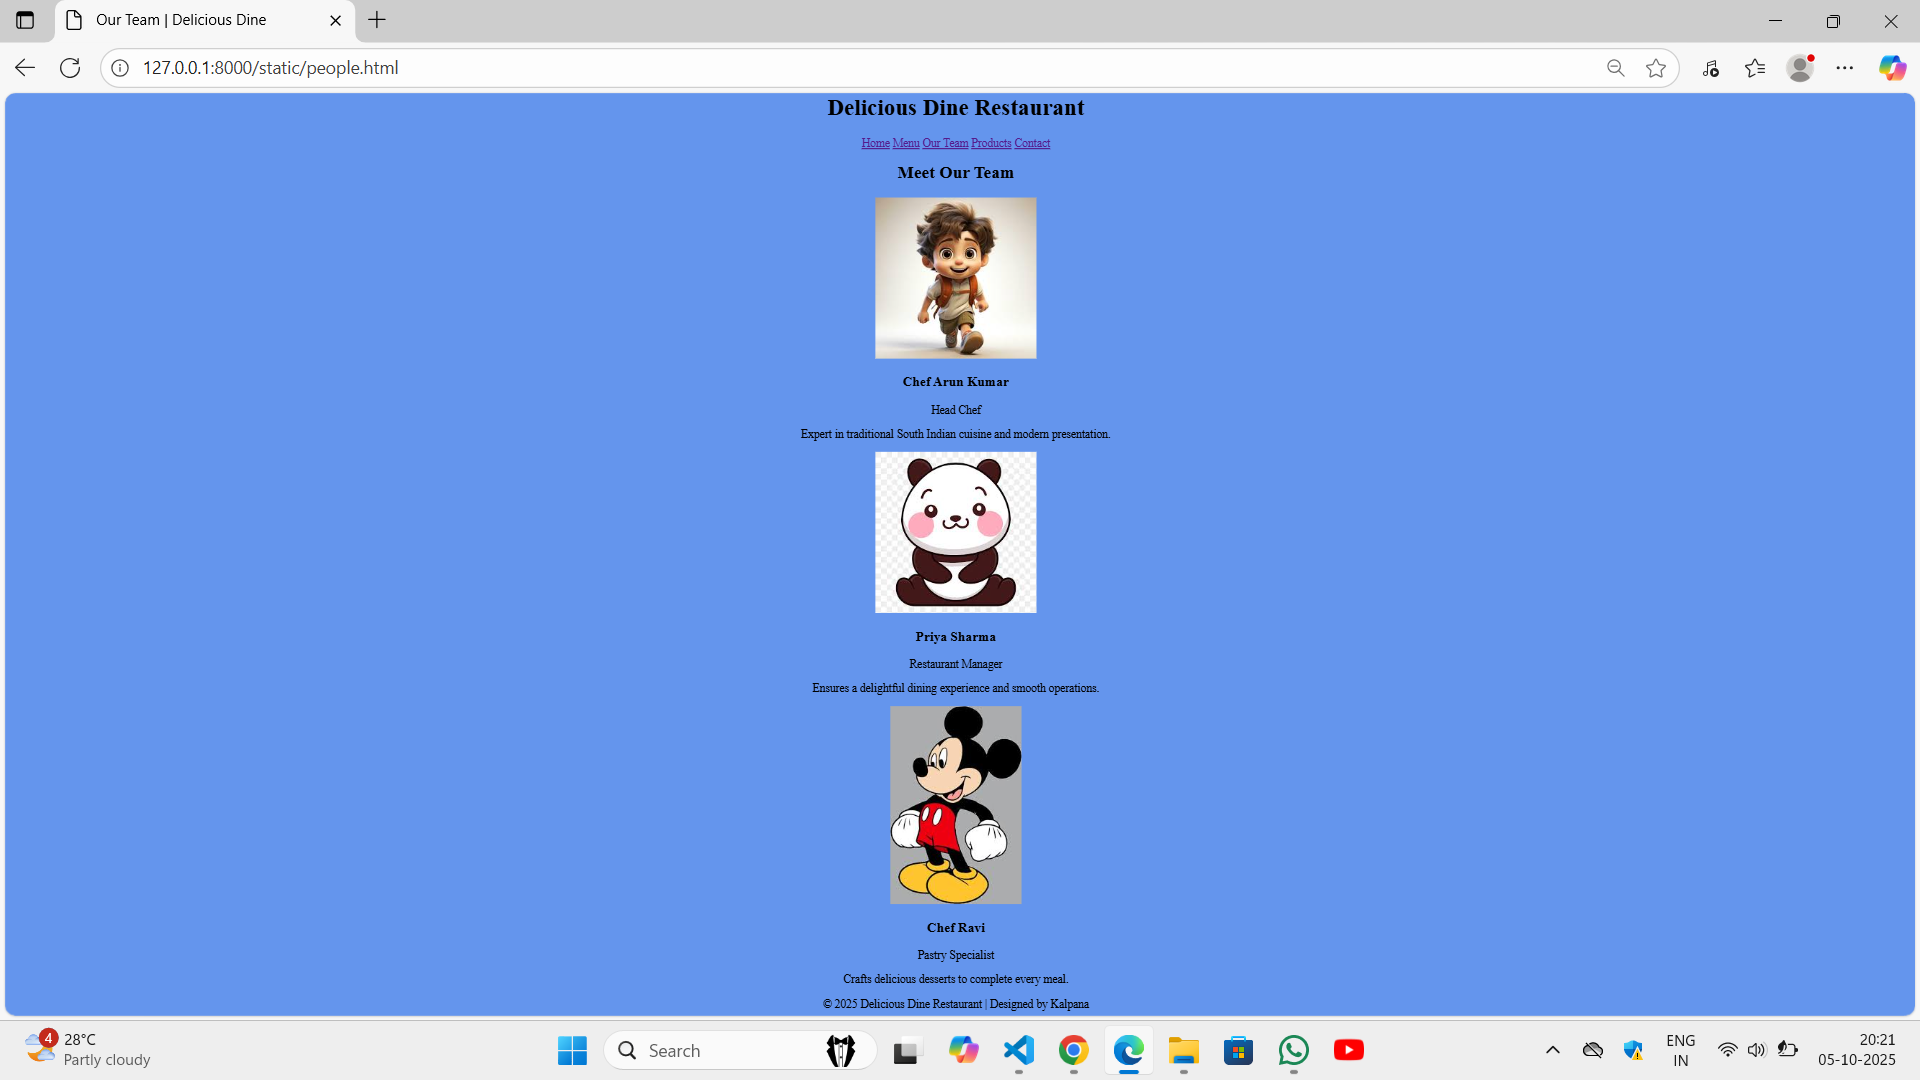 Our Team | Delicious Dine
127.0.0.1:8000/static/people.html
Delicious Dine Restaurant
Home Menu Our Team Products Contact
Meet Our Team
Chef Arun Kumar
Head Chef
Expert in traditional South Indian cuisine and modern presentation.
Priya Sharma
Restaurant Manager
Ensures a delightful dining experience and smooth operations.
Chef Ravi
Pastry Specialist
Crafts delicious desserts to complete every meal.
© 2025 Delicious Dine Restaurant | Designed by Kalpana
4
28°C
Partly cloudy
Search
ENG
IN
20:21
05-10-2025